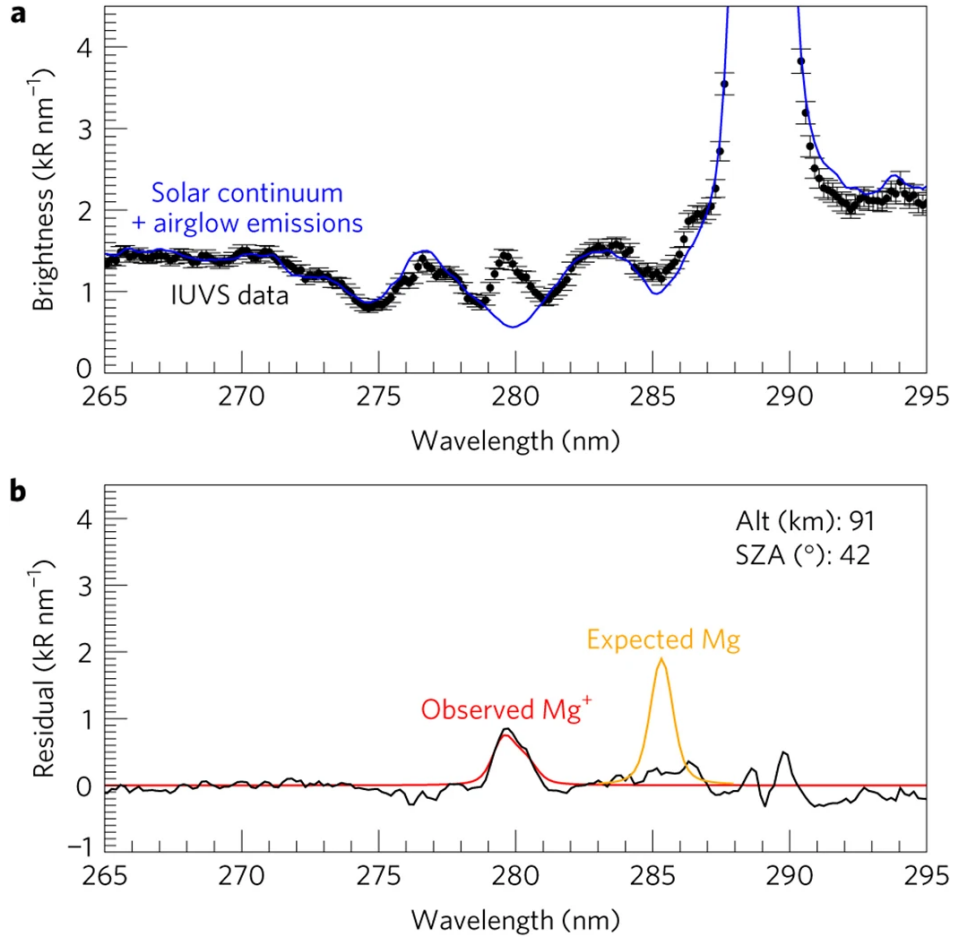 a
Brightness (kR nm⁻¹)
4
3
2
1
0
Solar continuum
+ airglow emissions
IUVS data
265 270 275 280 285 290 295
Wavelength (nm)
b
Residual (kR nm⁻¹)
4
3
2
1
0
−1
Alt (km): 91
SZA (°): 42
Expected Mg
Observed Mg⁺
265 270 275 280 285 290 295
Wavelength (nm)